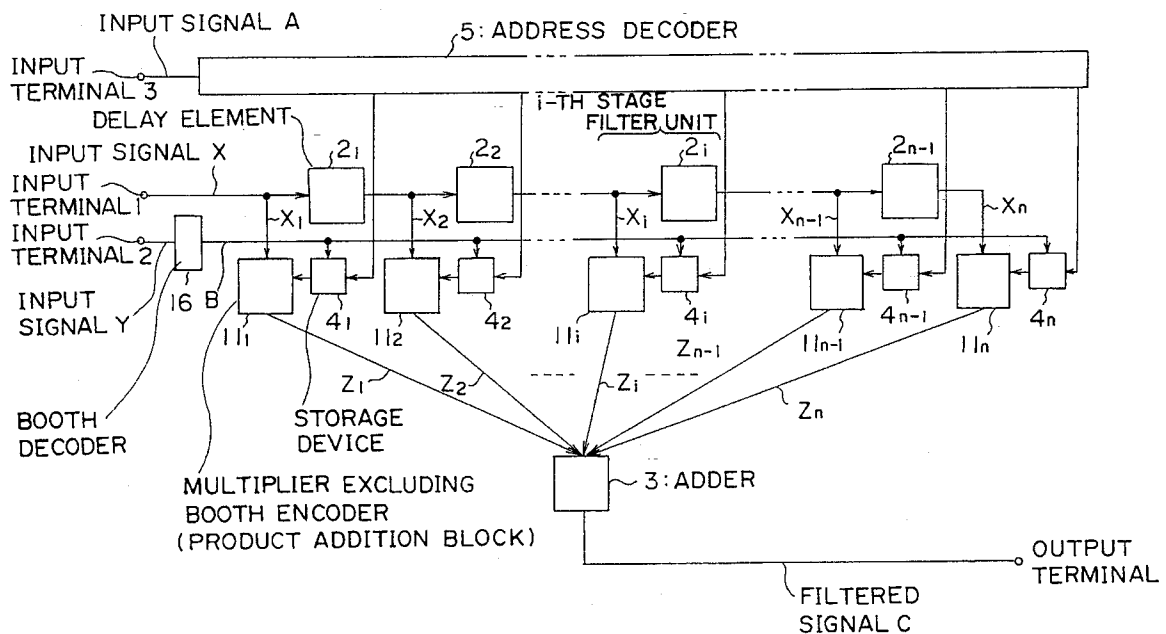 INPUT SIGNAL A
5:ADDRESS DECODER
INPUT
TERMINAL 3
i-TH STAGE
FILTER UNIT
DELAY ELEMENT
INPUT SIGNAL X
21
22
2i
2n-1
INPUT
TERMINAL 1
X1
X2
Xi
Xn-1
Xn
INPUT
TERMINAL 2
16
B
INPUT
SIGNAL Y
111
41
112
42
11i
4i
11n-1
4n-1
11n
4n
Z1
Z2
Zi
Zn-1
Zn
BOOTH
DECODER
STORAGE
DEVICE
MULTIPLIER EXCLUDING
BOOTH ENCODER
(PRODUCT ADDITION BLOCK)
3:ADDER
OUTPUT
TERMINAL
FILTERED
SIGNAL C